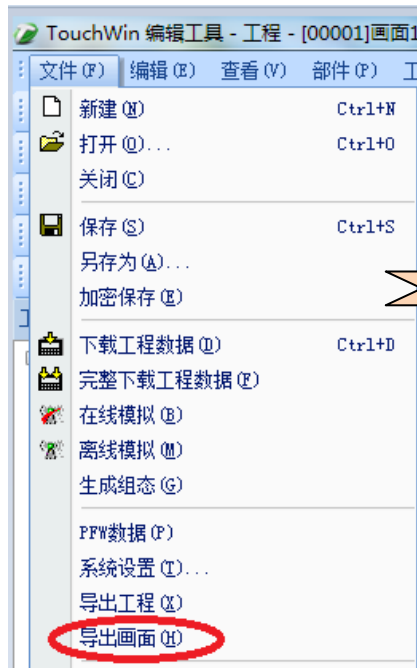 TouchWin 编辑工具 - 工程 - [00001]画面1
文件(F) 编辑(E) 查看(V) 部件(P) 工
新建(N) Ctrl+N
打开(O)... Ctrl+O
关闭(C)
保存(S) Ctrl+S
另存为(A)...
加密保存(E)
下载工程数据(D) Ctrl+D
完整下载工程数据(F)
在线模拟(B)
离线模拟(M)
生成组态(G)
PFW数据(P)
系统设置(T)...
导出工程(X)
导出画面(H)